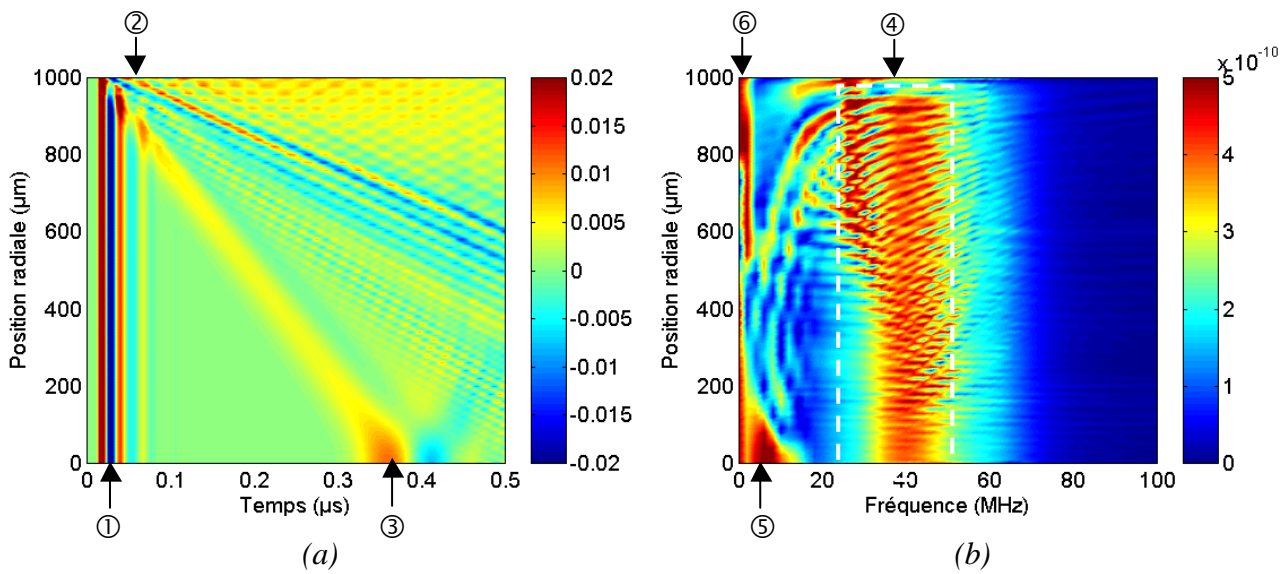 ② ⑥ ④
x 10-10
1000 0.02 1000 5
800 0.015 800 4
0.01
600 0.005 600 3
0
400 -0.005 400 2
200 -0.01 200 1
-0.015
0 -0.02 0 0
0 0.1 0.2 0.3 0.4 0.5 0 20 40 60 80 100
Position radiale (µm) Position radiale (µm)
Temps (µs) Fréquence (MHz)
① ③ ⑤
(a) (b)